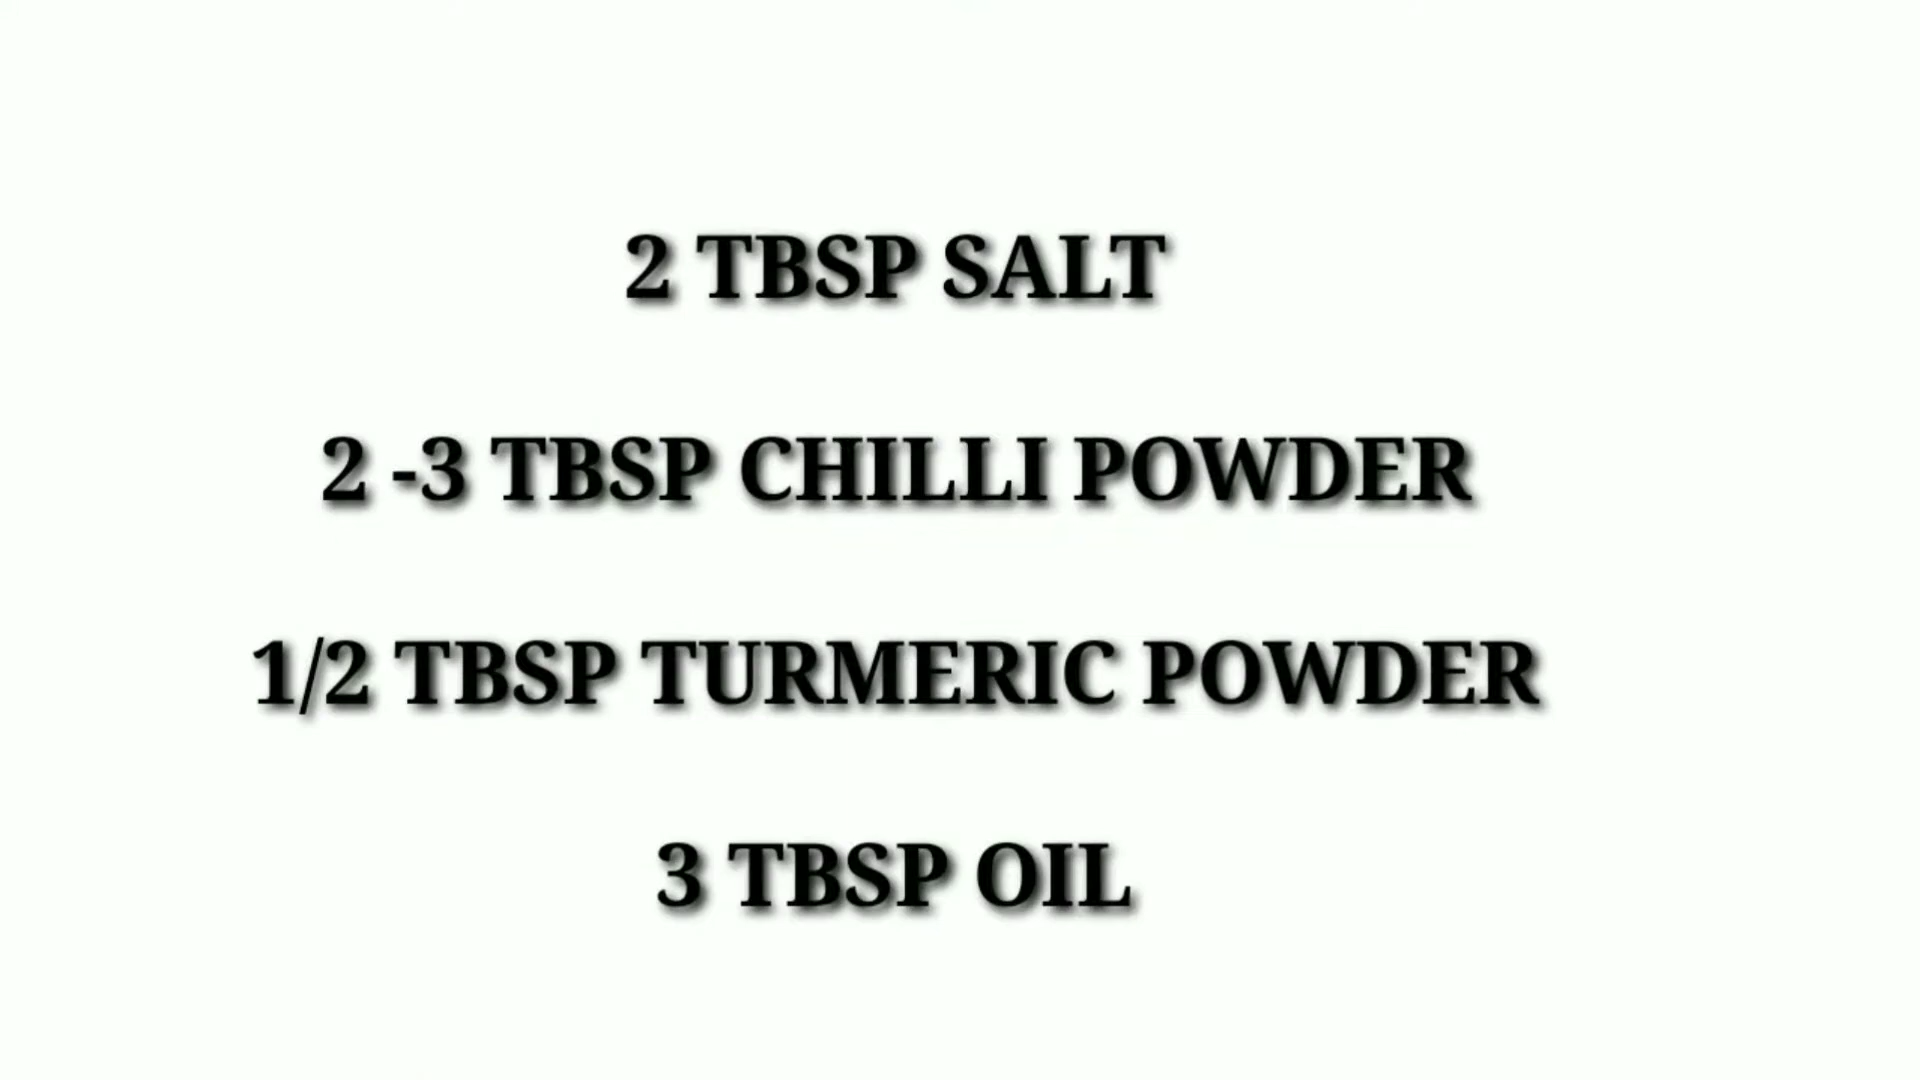 2 TBSP SALT
2 -3 TBSP CHILLI POWDER
1/2 TBSP TURMERIC POWDER
3 TBSP OIL